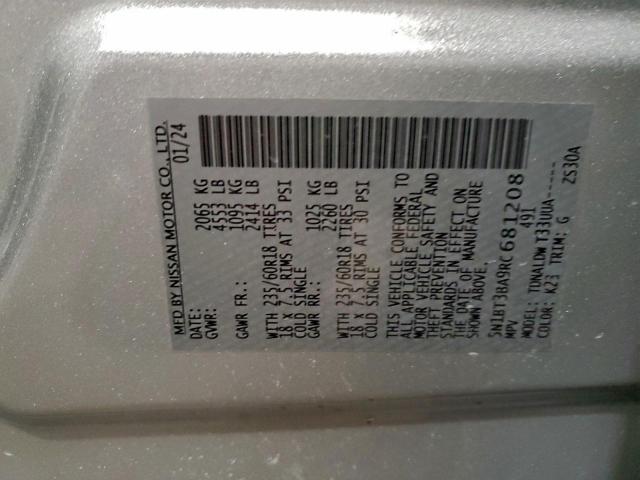 MFD BY NISSAN MOTOR CO., LTD.
DATE: 01/24
GVWR: 2065 KG
4553 LB
GAWR FR.: 1095 KG
2414 LB
WITH 235/60R18 TIRES
18 X 7.5 RIMS AT 33 PSI
COLD SINGLE
GAWR RR.: 1025 KG
2260 LB
WITH 235/60R18 TIRES
18 X 7.5 RIMS AT 30 PSI
COLD SINGLE
THIS VEHICLE CONFORMS TO
ALL APPLICABLE FEDERAL
MOTOR VEHICLE SAFETY AND
THEFT PREVENTION
STANDARDS IN EFFECT ON
THE DATE OF MANUFACTURE
SHOWN ABOVE.
5N1BT3BA9RC681208
MPV 491
MODEL: TDNALDW T33UUA-----
COLOR: K23 TRIM: G ZS30A